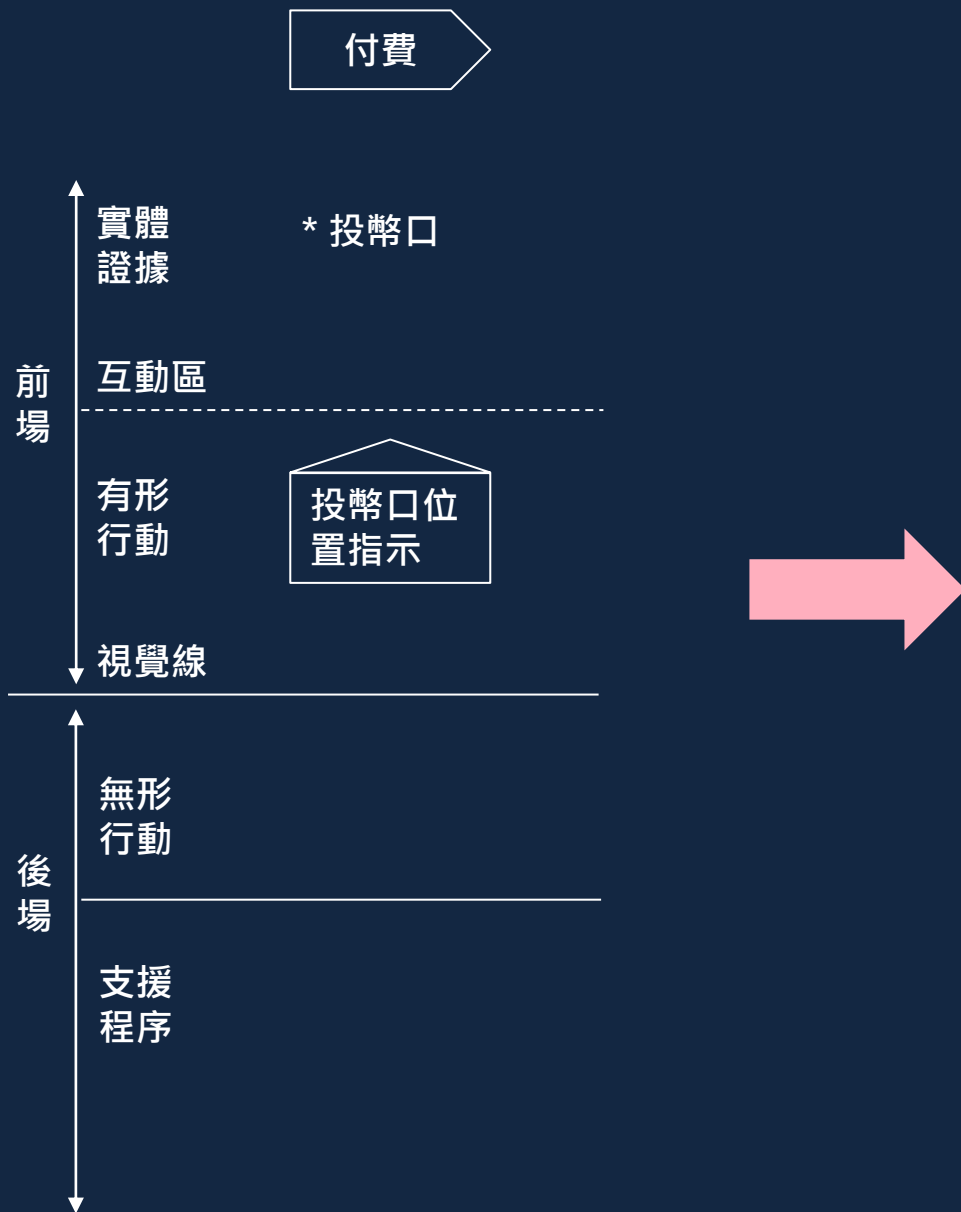 付費
實體
證據
* 投幣口
前
場
互動區
有形
行動
投幣口位
置指示
視覺線
後
場
無形
行動
支援
程序